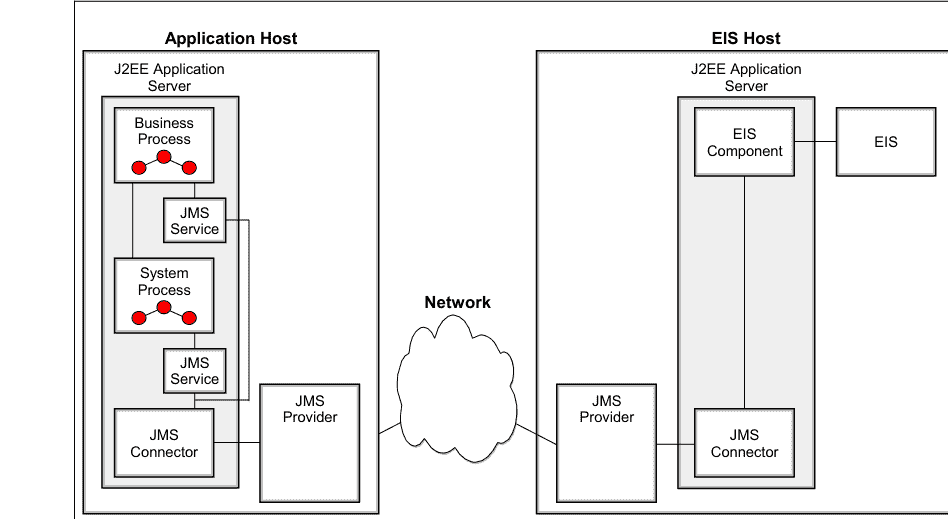 Application Host
J2EE Application
Server
Business
Process
JMS
Service
System
Process
JMS
Service
JMS
Connector
JMS
Provider
Network
EIS Host
J2EE Application
Server
EIS
Component
EIS
JMS
Provider
JMS
Connector